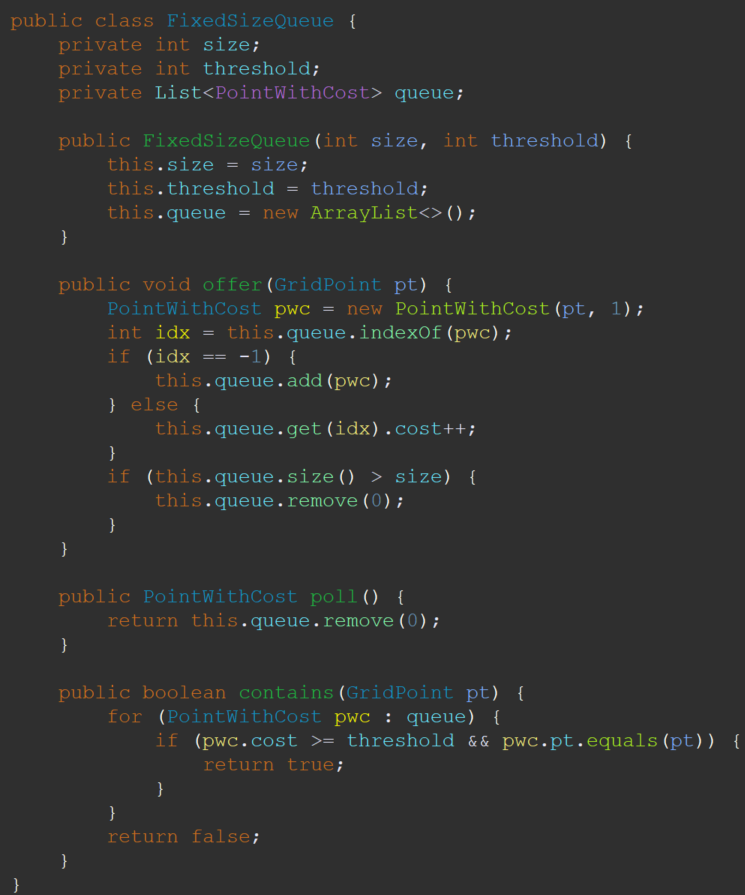 public class FixedSizeQueue {
    private int size;
    private int threshold;
    private List<PointWithCost> queue;

    public FixedSizeQueue(int size, int threshold) {
        this.size = size;
        this.threshold = threshold;
        this.queue = new ArrayList<>();
    }

    public void offer(GridPoint pt) {
        PointWithCost pwc = new PointWithCost(pt, 1);
        int idx = this.queue.indexOf(pwc);
        if (idx == -1) {
            this.queue.add(pwc);
        } else {
            this.queue.get(idx).cost++;
        }
        if (this.queue.size() > size) {
            this.queue.remove(0);
        }
    }

    public PointWithCost poll() {
        return this.queue.remove(0);
    }

    public boolean contains(GridPoint pt) {
        for (PointWithCost pwc : queue) {
            if (pwc.cost >= threshold && pwc.pt.equals(pt)) {
                return true;
            }
        }
        return false;
    }
}